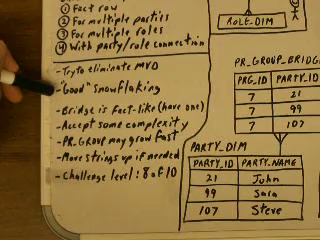 ① Fact row
② For multiple parties
③ For multiple roles
④ With party/role connection
- Try to eliminate MVD
- "Good" snowflaking
- Bridge is fact-like (have one)
- Accept some complexity
- PR_GROUP may grow fast
- Move strings up if needed
- Challenge level: 8 of 10
ROLE_DIM
PR_GROUP_BRIDG
PRG_ID PARTY_ID
7 21
7 99
7 107
PARTY_DIM
PARTY_ID PARTY_NAME
21 John
99 Sara
107 Steve